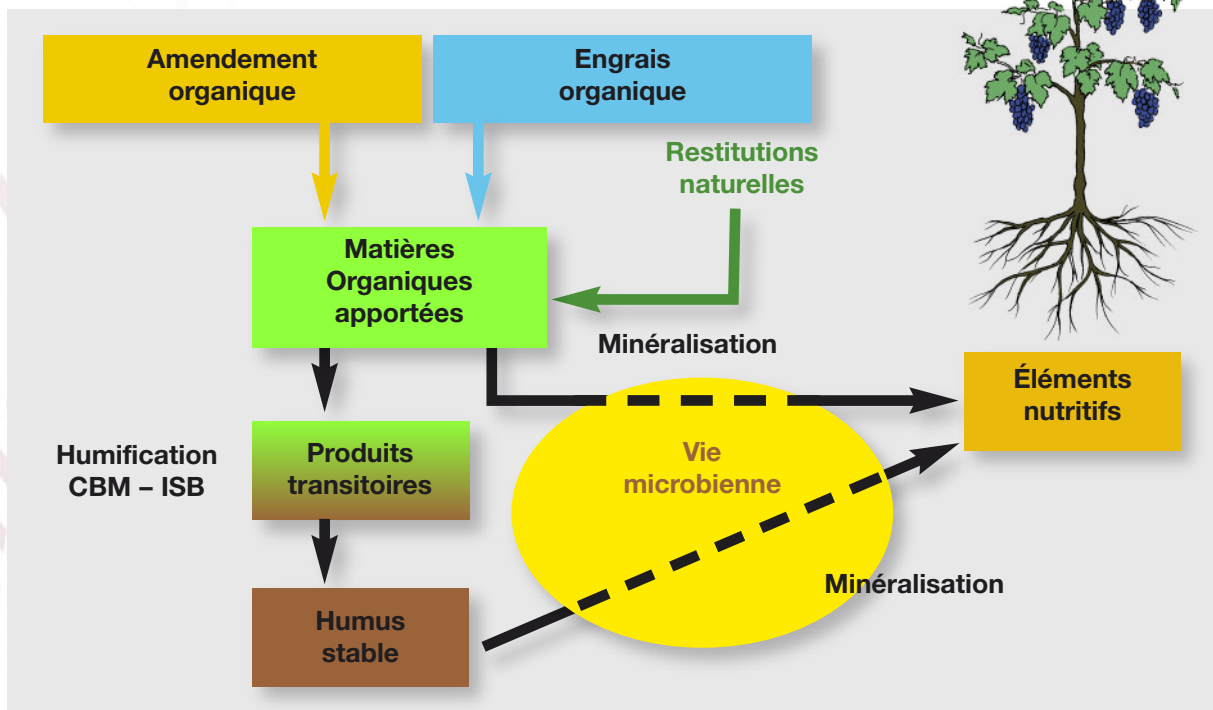 Amendement
organique
Engrais
organique
Restitutions
naturelles
Matières
Organiques
apportées
Minéralisation
Éléments
nutritifs
Humification
CBM – ISB
Produits
transitoires
Vie
microbienne
Minéralisation
Humus
stable